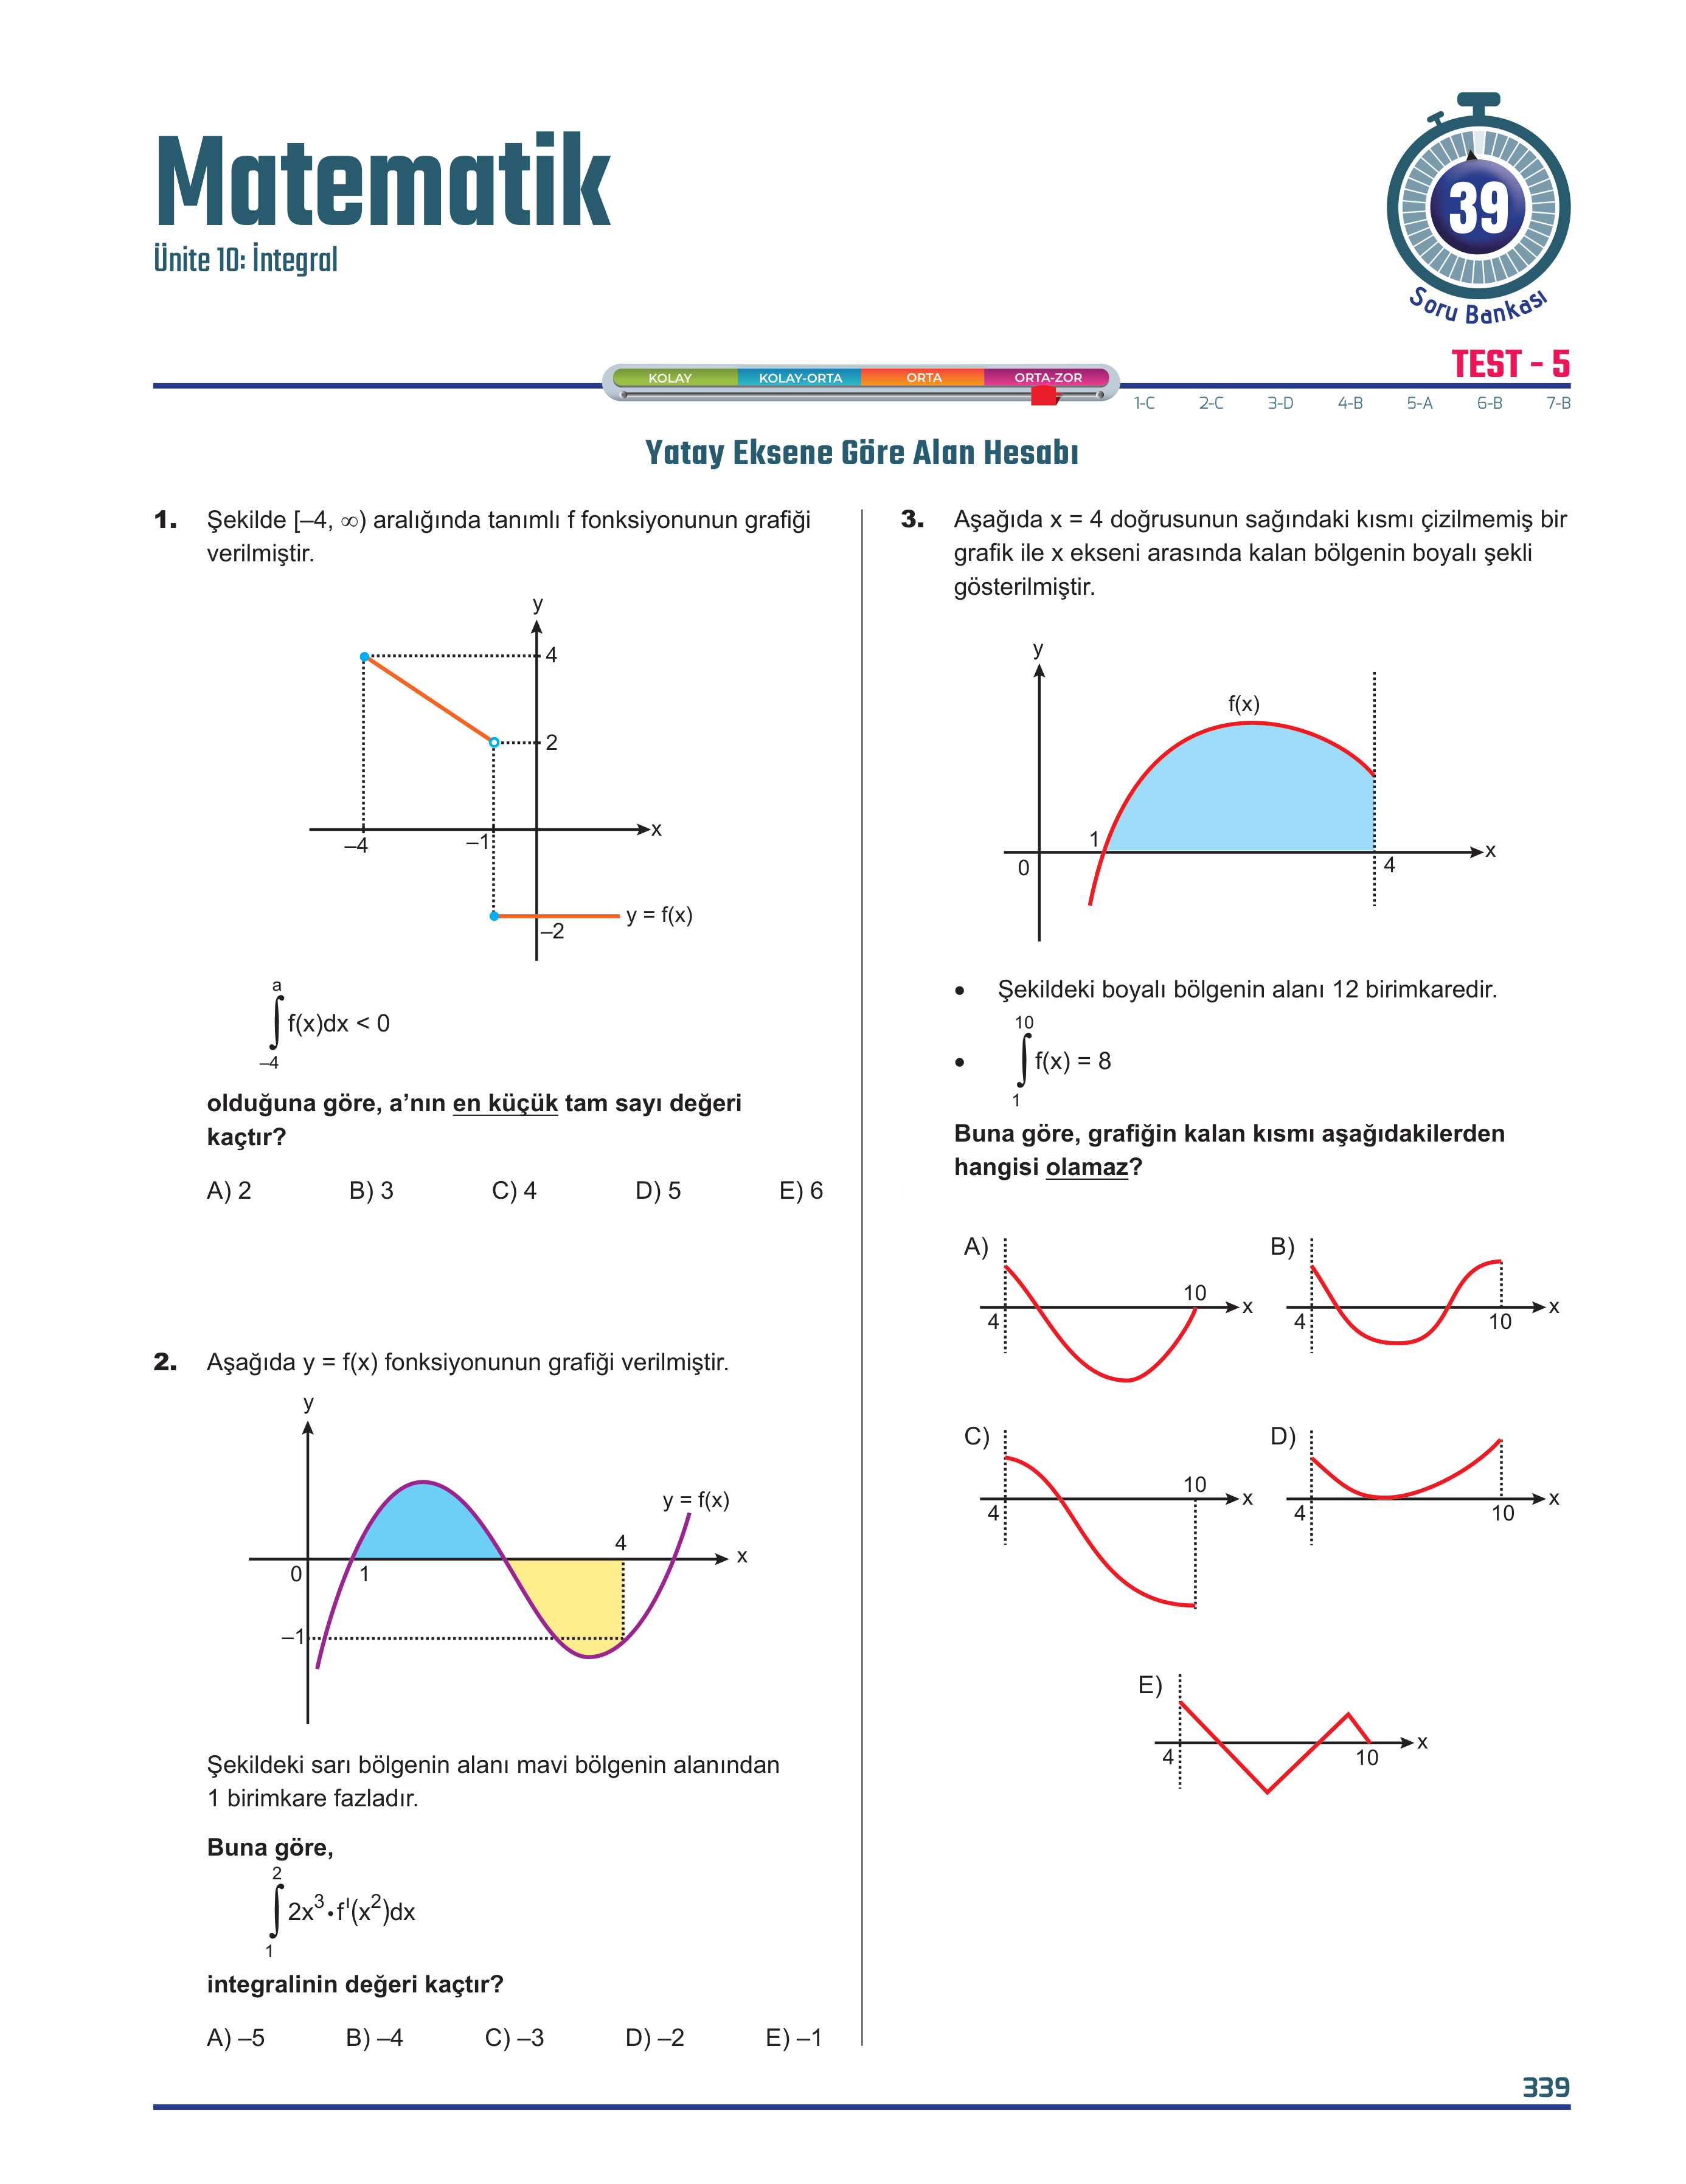 Matematik
Ünite 10: İntegral
39
Soru Bankası
TEST - 5
KOLAY KOLAY-ORTA ORTA ORTA-ZOR
1-C 2-C 3-D 4-B 5-A 6-B 7-B
Yatay Eksene Göre Alan Hesabı
1. Şekilde [–4, ∞) aralığında tanımlı f fonksiyonunun grafiği
verilmiştir.
y
4
2
x
–4
–1
y = f(x)
–2
a
∫ f(x)dx < 0
–4
olduğuna göre, a’nın en küçük tam sayı değeri
kaçtır?
A) 2 B) 3 C) 4 D) 5 E) 6
2. Aşağıda y = f(x) fonksiyonunun grafiği verilmiştir.
y
y = f(x)
4
x
0
1
–1
Şekildeki sarı bölgenin alanı mavi bölgenin alanından
1 birimkare fazladır.
Buna göre,
2
∫ 2x³•f'(x²)dx
1
integralinin değeri kaçtır?
A) –5 B) –4 C) –3 D) –2 E) –1
3. Aşağıda x = 4 doğrusunun sağındaki kısmı çizilmemiş bir
grafik ile x ekseni arasında kalan bölgenin boyalı şekli
gösterilmiştir.
y
f(x)
1
x
0
4
• Şekildeki boyalı bölgenin alanı 12 birimkaredir.
10
• ∫ f(x) = 8
1
Buna göre, grafiğin kalan kısmı aşağıdakilerden
hangisi olamaz?
A) 4 10 x
B) 4 10 x
C) 4 10 x
D) 4 10 x
E) 4 10 x
339